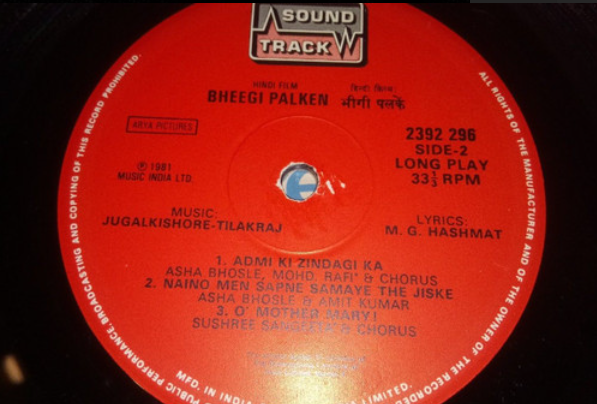 SOUND
TRACK
HINDI FILM
BHEEGI PALKEN
हिन्दी फ़िल्म
भीगी पलकें
ARYA PICTURES
2392 296
SIDE-2
LONG PLAY
33⅓ RPM
℗ 1981
MUSIC INDIA LTD.
MUSIC:
JUGALKISHORE-TILAKRAJ
LYRICS:
M. G. HASHMAT
1. ADMI KI ZINDAGI KA
ASHA BHOSLE, MOHD. RAFI & CHORUS
2. NAINO MEN SAPNE SAMAYE THE JISKE
ASHA BHOSLE & AMIT KUMAR
3. O' MOTHER MARY!
SUSHREE & CHORUS
ALL RIGHTS OF THE MANUFACTURER AND OF THE OWNER OF THE RECORDED
PUBLIC PERFORMANCE, BROADCASTING AND COPYING OF THIS RECORD PROHIBITED.
MFD. IN INDIA
LIMITED.